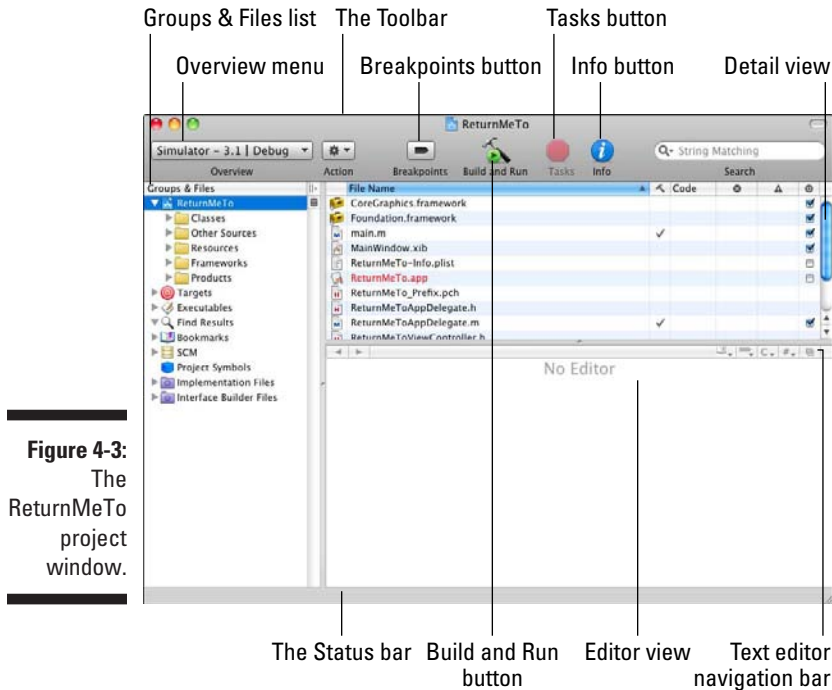 Groups & Files list The Toolbar Tasks button
Overview menu Breakpoints button Info button Detail view
ReturnMeTo
Simulator - 3.1 | Debug
String Matching
Overview Action Breakpoints Build and Run Tasks Info Search
Groups & Files
File Name Code
ReturnMeTo
Classes
Other Sources
Resources
Frameworks
Products
Targets
Executables
Find Results
Bookmarks
SCM
Project Symbols
Implementation Files
Interface Builder Files
CoreGraphics.framework
Foundation.framework
main.m
MainWindow.xib
ReturnMeTo-Info.plist
ReturnMeTo.app
ReturnMeTo_Prefix.pch
ReturnMeToAppDelegate.h
ReturnMeToAppDelegate.m
ReturnMeToViewController.h
C #
No Editor
Figure 4-3:
The
ReturnMeTo
project
window.
The Status bar Build and Run
button
Editor view Text editor
navigation bar